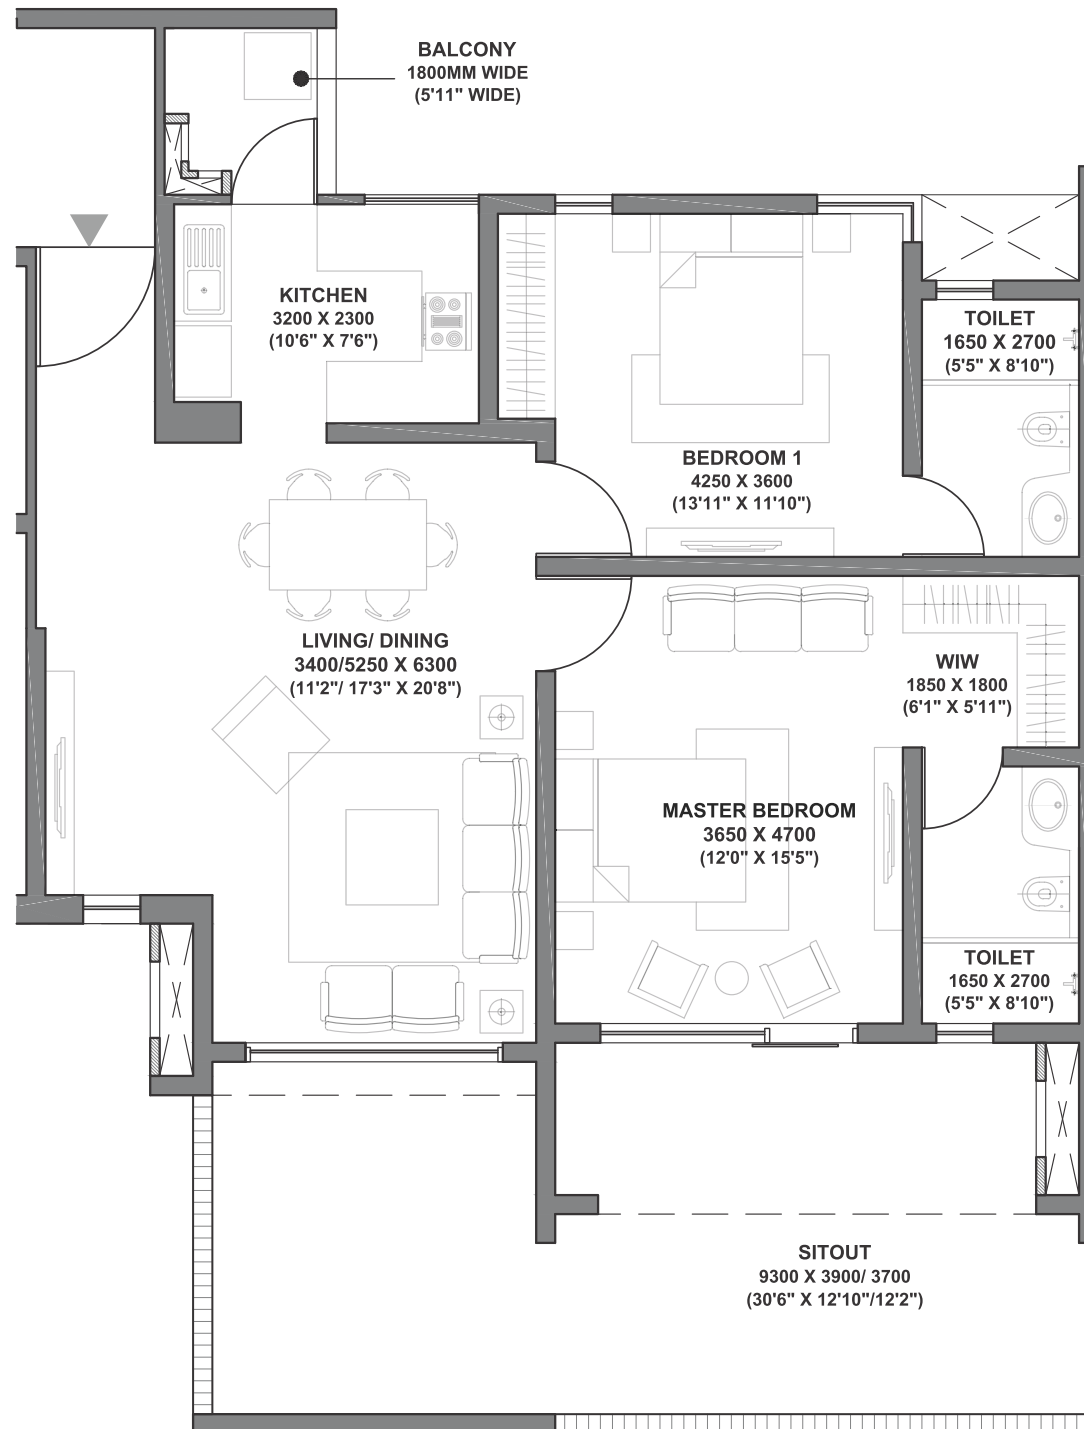 BALCONY
1800MM WIDE
(5'11" WIDE)
KITCHEN
3200 X 2300
(10'6" X 7'6")
TOILET
1650 X 2700
(5'5" X 8'10")
BEDROOM 1
4250 X 3600
(13'11" X 11'10")
LIVING/ DINING
3400/5250 X 6300
(11'2"/ 17'3" X 20'8")
WIW
1850 X 1800
(6'1" X 5'11")
MASTER BEDROOM
3650 X 4700
(12'0" X 15'5")
TOILET
1650 X 2700
(5'5" X 8'10")
SITOUT
9300 X 3900/ 3700
(30'6" X 12'10"/12'2")